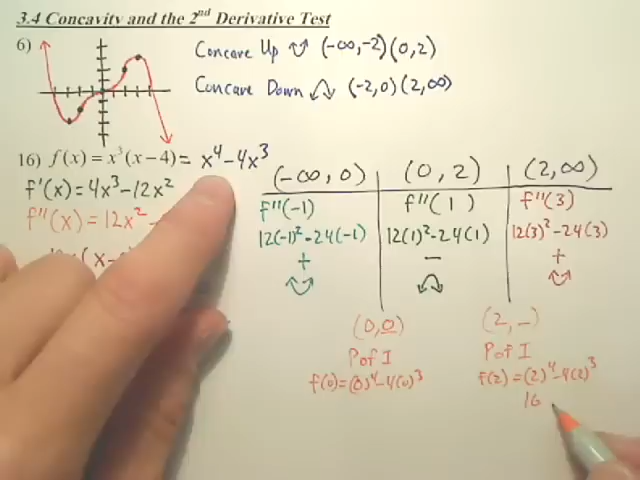 3.4 Concavity and the 2nd Derivative Test
6)
Concave Up (-∞,-2)(0,2)
Concave Down (-2,0)(2,∞)
16) f(x) = x³(x-4) = x⁴-4x³
f'(x) = 4x³-12x²
f''(x) = 12x²
(-∞,0) (0,2) (2,∞)
f''(-1) f''(1) f''(3)
12(-1)²-24(-1) 12(1)²-24(1) 12(3)²-24(3)
+ - +
(0,0) (2,_)
P of I P of I
f(0)=(0)⁴-4(0)³ f(2)=(2)⁴-4(2)³
16